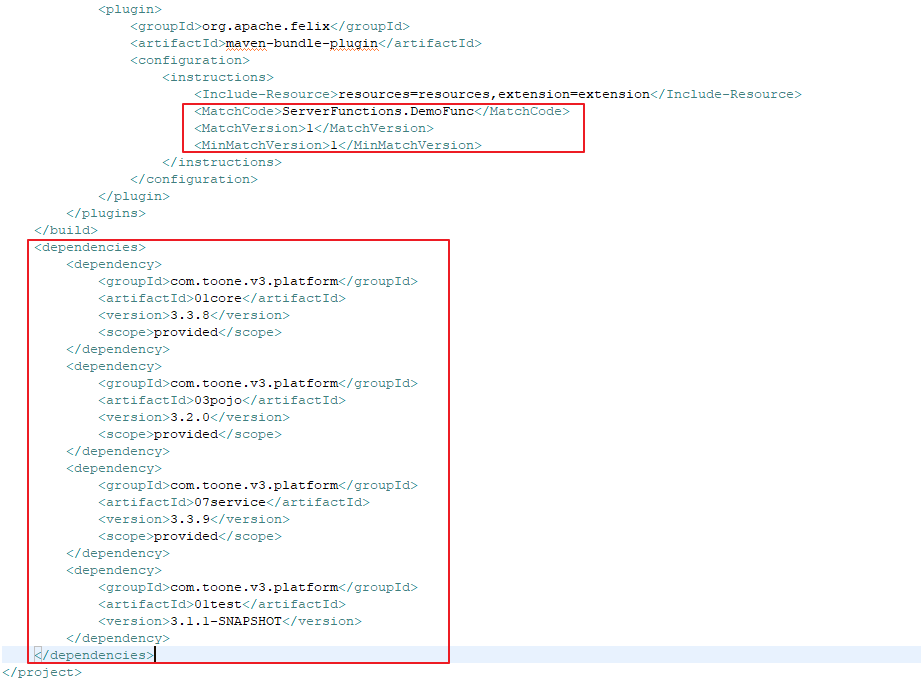 <plugin>
<groupId>org.apache.felix</groupId>
<artifactId>maven-bundle-plugin</artifactId>
<configuration>
<instructions>
<Include-Resource>resources=resources,extension=extension</Include-Resource>
<MatchCode>ServerFunctions.DemoFunc</MatchCode>
<MatchVersion>1</MatchVersion>
<MinMatchVersion>1</MinMatchVersion>
</instructions>
</configuration>
</plugin>
</plugins>
</build>
<dependencies>
<dependency>
<groupId>com.toone.v3.platform</groupId>
<artifactId>01core</artifactId>
<version>3.3.8</version>
<scope>provided</scope>
</dependency>
<dependency>
<groupId>com.toone.v3.platform</groupId>
<artifactId>03pojo</artifactId>
<version>3.2.0</version>
<scope>provided</scope>
</dependency>
<dependency>
<groupId>com.toone.v3.platform</groupId>
<artifactId>07service</artifactId>
<version>3.3.9</version>
<scope>provided</scope>
</dependency>
<dependency>
<groupId>com.toone.v3.platform</groupId>
<artifactId>01test</artifactId>
<version>3.1.1-SNAPSHOT</version>
</dependency>
</dependencies>
</project>